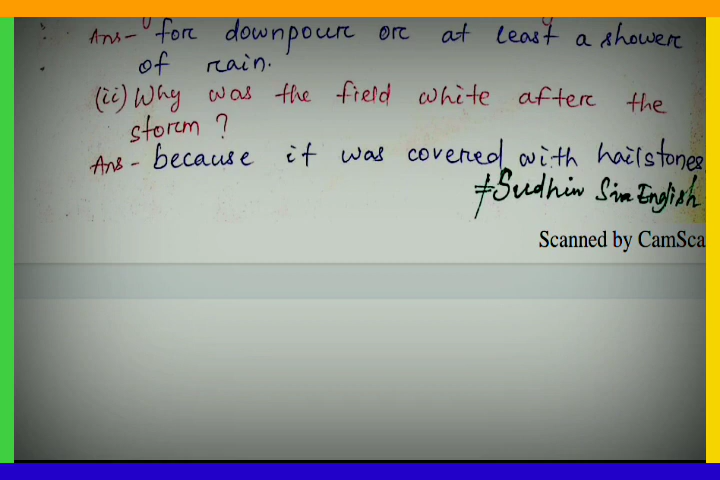 Ans- for downpour or at least a shower
of rain.
(ii) Why was the field white after the
storm ?
Ans - because it was covered with hailstones
#Sudhir Sir English
Scanned by CamSca